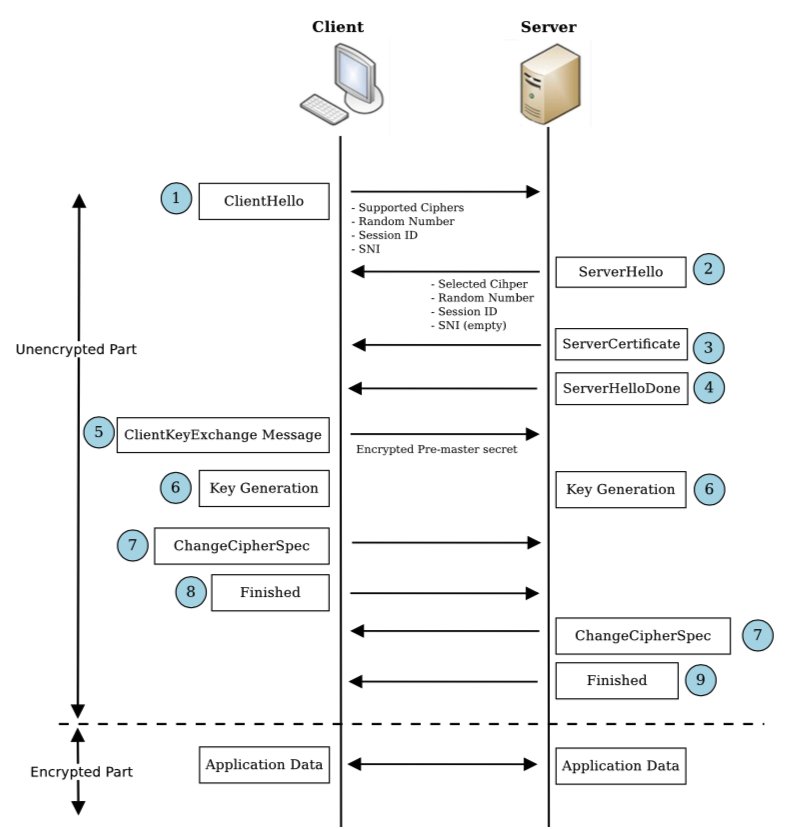 Client
Server
1
ClientHello
- Supported Ciphers
- Random Number
- Session ID
- SNI
ServerHello
2
- Selected Cihper
- Random Number
- Session ID
- SNI (empty)
Unencrypted Part
ServerCertificate
3
ServerHelloDone
4
5
ClientKeyExchange Message
Encrypted Pre-master secret
6
Key Generation
Key Generation
6
7
ChangeCipherSpec
8
Finished
ChangeCipherSpec
7
Finished
9
Encrypted Part
Application Data
Application Data